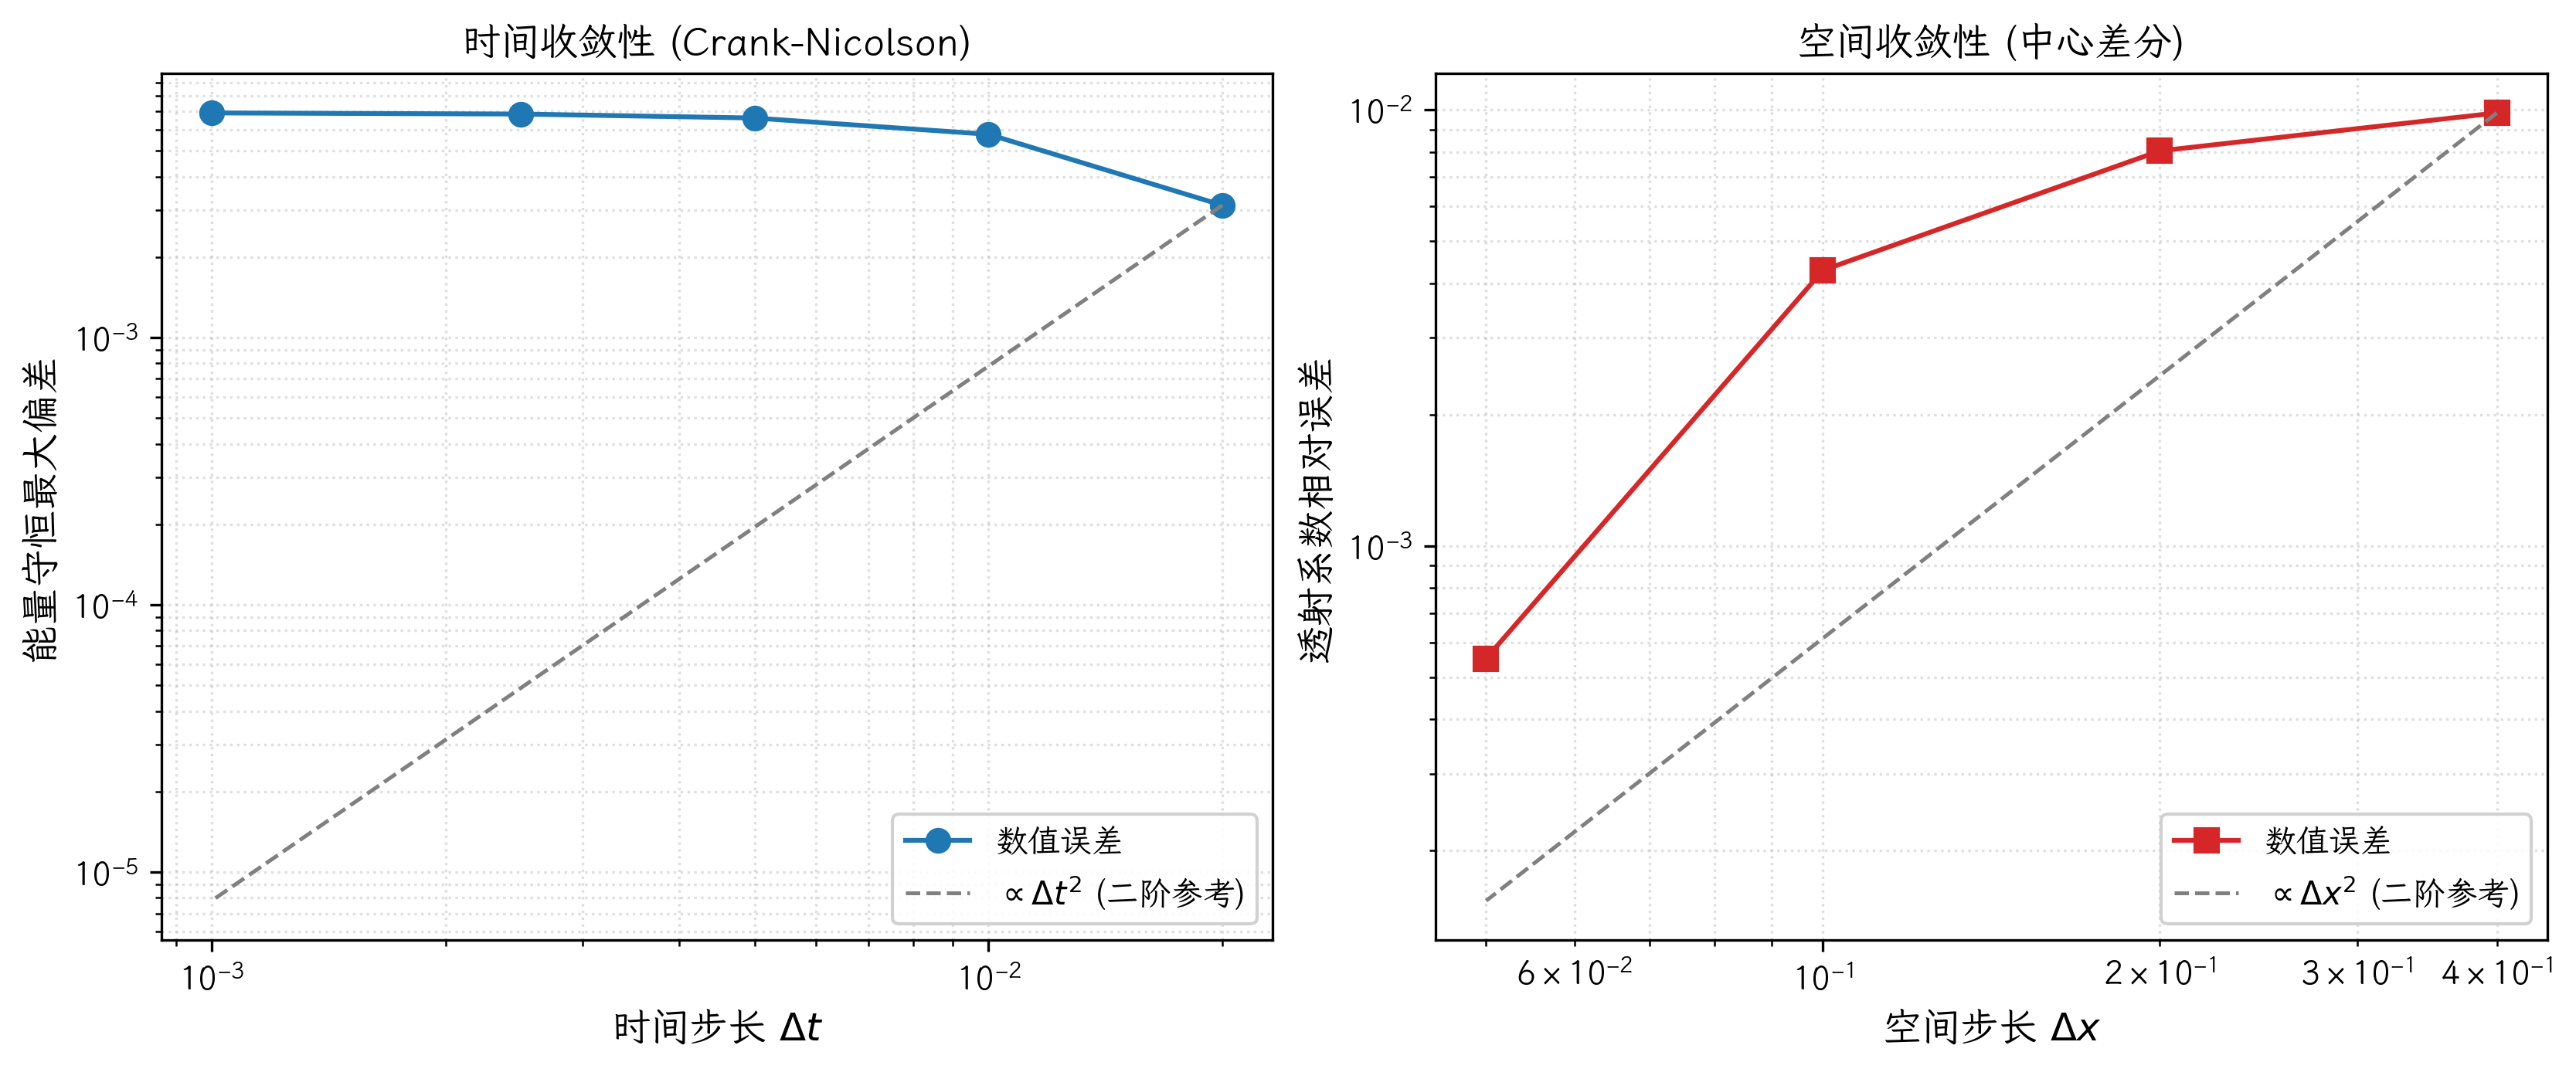 时间收敛性 (Crank-Nicolson)
能量守恒最大偏差
10⁻³
10⁻⁴
10⁻⁵
10⁻³
10⁻²
时间步长 Δt
数值误差
∝Δt² (二阶参考)
空间收敛性 (中心差分)
透射系数相对误差
10⁻²
10⁻³
6×10⁻²
10⁻¹
2×10⁻¹
3×10⁻¹
4×10⁻¹
空间步长 Δx
数值误差
∝Δx² (二阶参考)